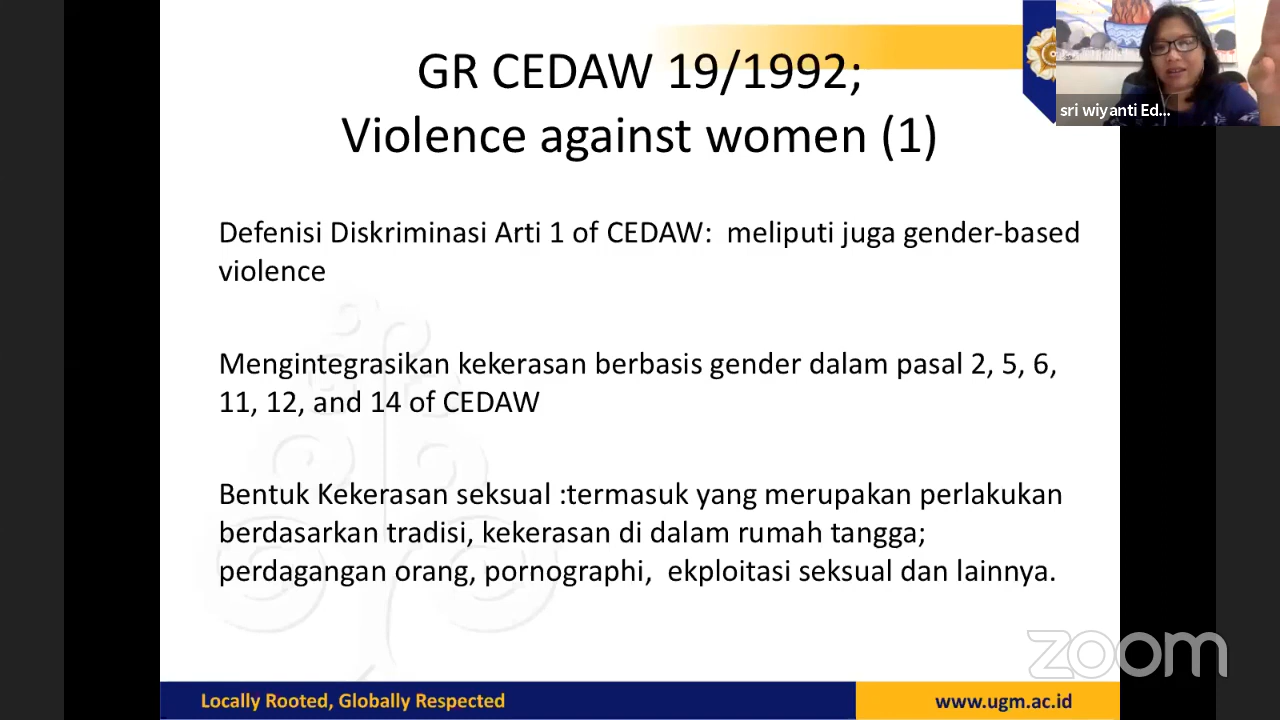 GR CEDAW 19/1992;
Violence against women (1)
sri wiyanti Ed...
Defenisi Diskriminasi Arti 1 of CEDAW:  meliputi juga gender-based
violence
Mengintegrasikan kekerasan berbasis gender dalam pasal 2, 5, 6,
11, 12, and 14 of CEDAW
Bentuk Kekerasan seksual :termasuk yang merupakan perlakukan
berdasarkan tradisi, kekerasan di dalam rumah tangga;
perdagangan orang, pornographi,  ekploitasi seksual dan lainnya.
zoom
Locally Rooted, Globally Respected
www.ugm.ac.id